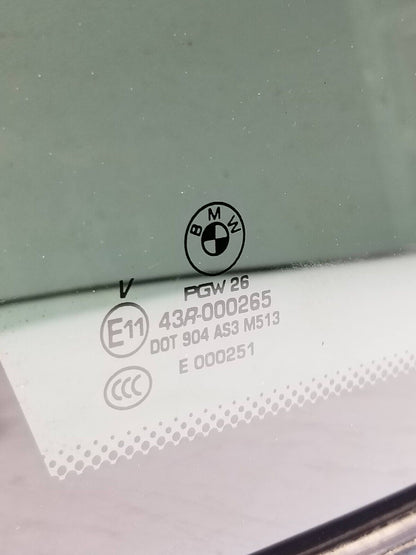 BMW
V
PGW 26
E11 43R-000265
DOT 904 AS3 M513
E 000251
CCC